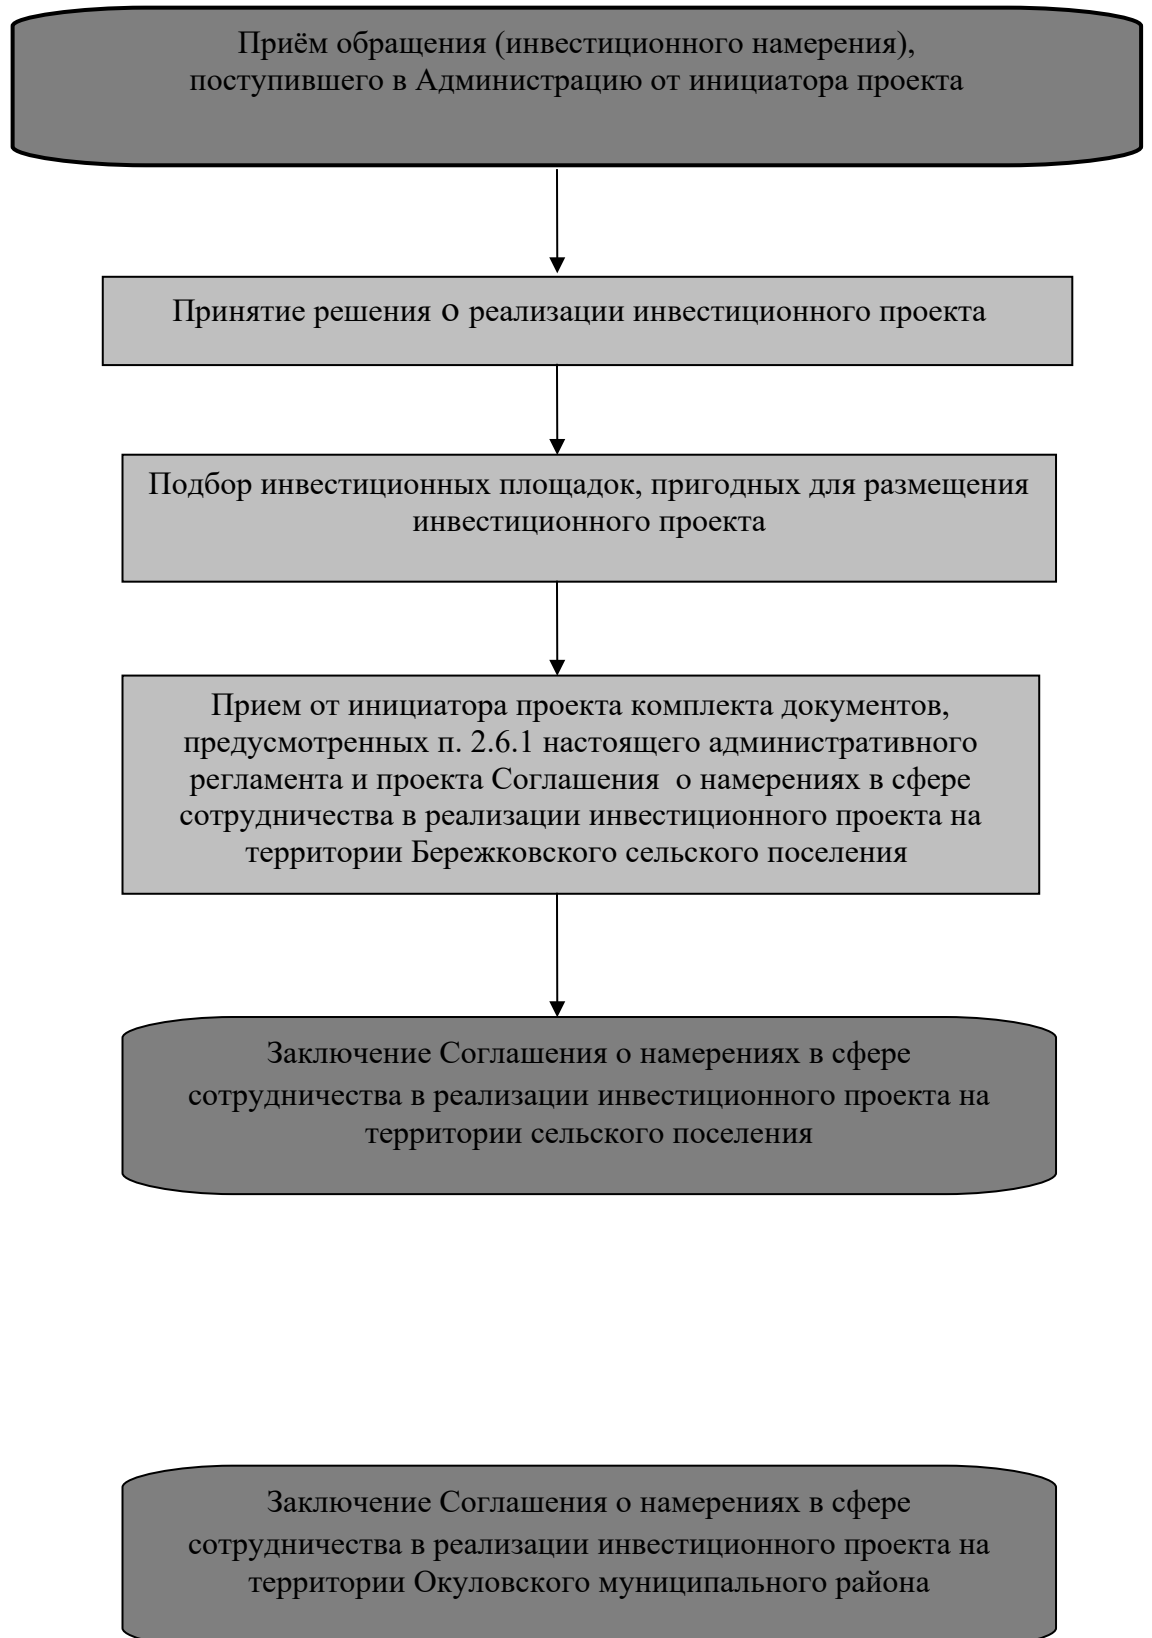 Приём обращения (инвестиционного намерения),
поступившего в Администрацию от инициатора проекта
Принятие решения о реализации инвестиционного проекта
Подбор инвестиционных площадок, пригодных для размещения
инвестиционного проекта
Прием от инициатора проекта комплекта документов,
предусмотренных п. 2.6.1 настоящего административного
регламента и проекта Соглашения  о намерениях в сфере
сотрудничества в реализации инвестиционного проекта на
территории Бережковского сельского поселения
Заключение Соглашения о намерениях в сфере
сотрудничества в реализации инвестиционного проекта на
территории сельского поселения
Заключение Соглашения о намерениях в сфере
сотрудничества в реализации инвестиционного проекта на
территории Окуловского муниципального района